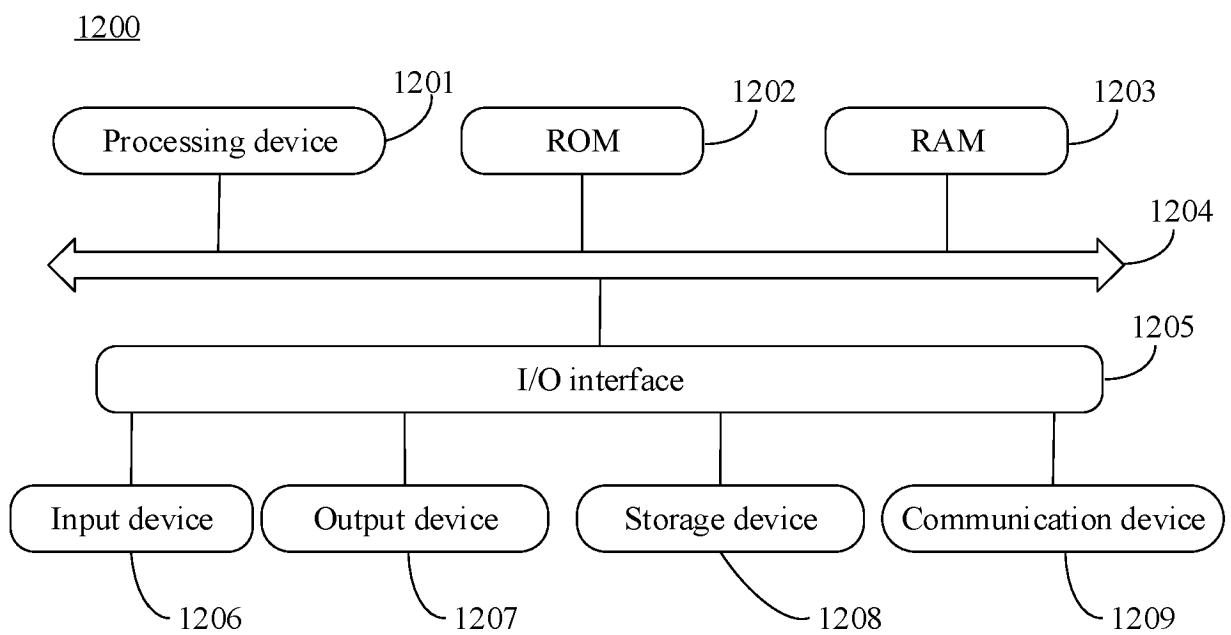 1200
1201
1202
1203
Processing device
ROM
RAM
1204
1205
I/O interface
Input device
Output device
Storage device
Communication device
1206
1207
1208
1209